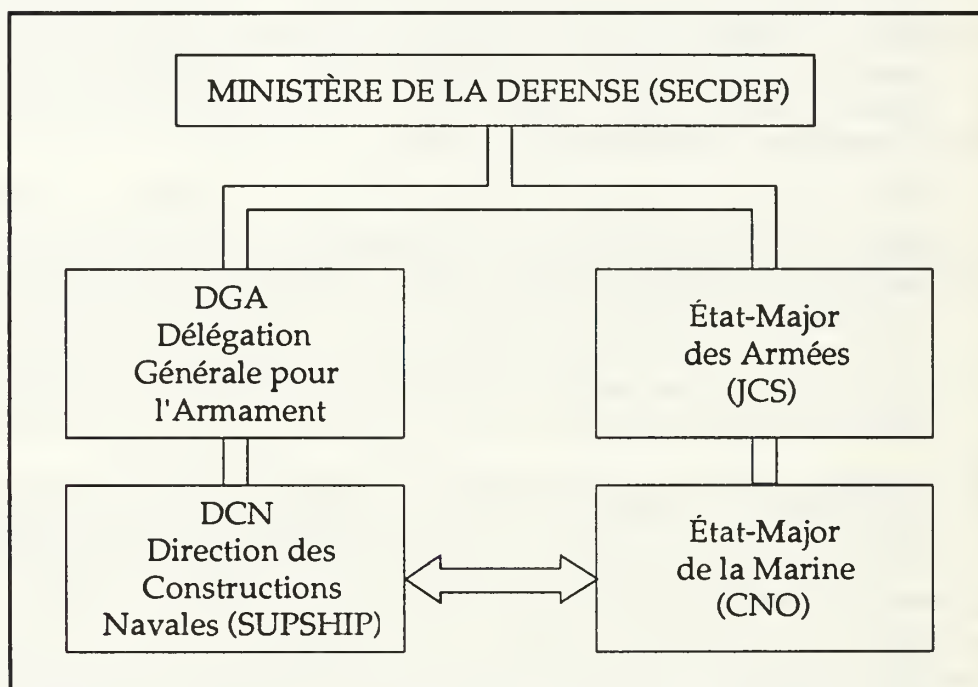 MINISTÈRE DE LA DEFENSE (SECDEF)
DGA
Délégation
Générale pour
l'Armament
État-Major
des Armées
(JCS)
DCN
Direction des
Constructions
Navales (SUPSHIP)
État-Major
de la Marine
(CNO)